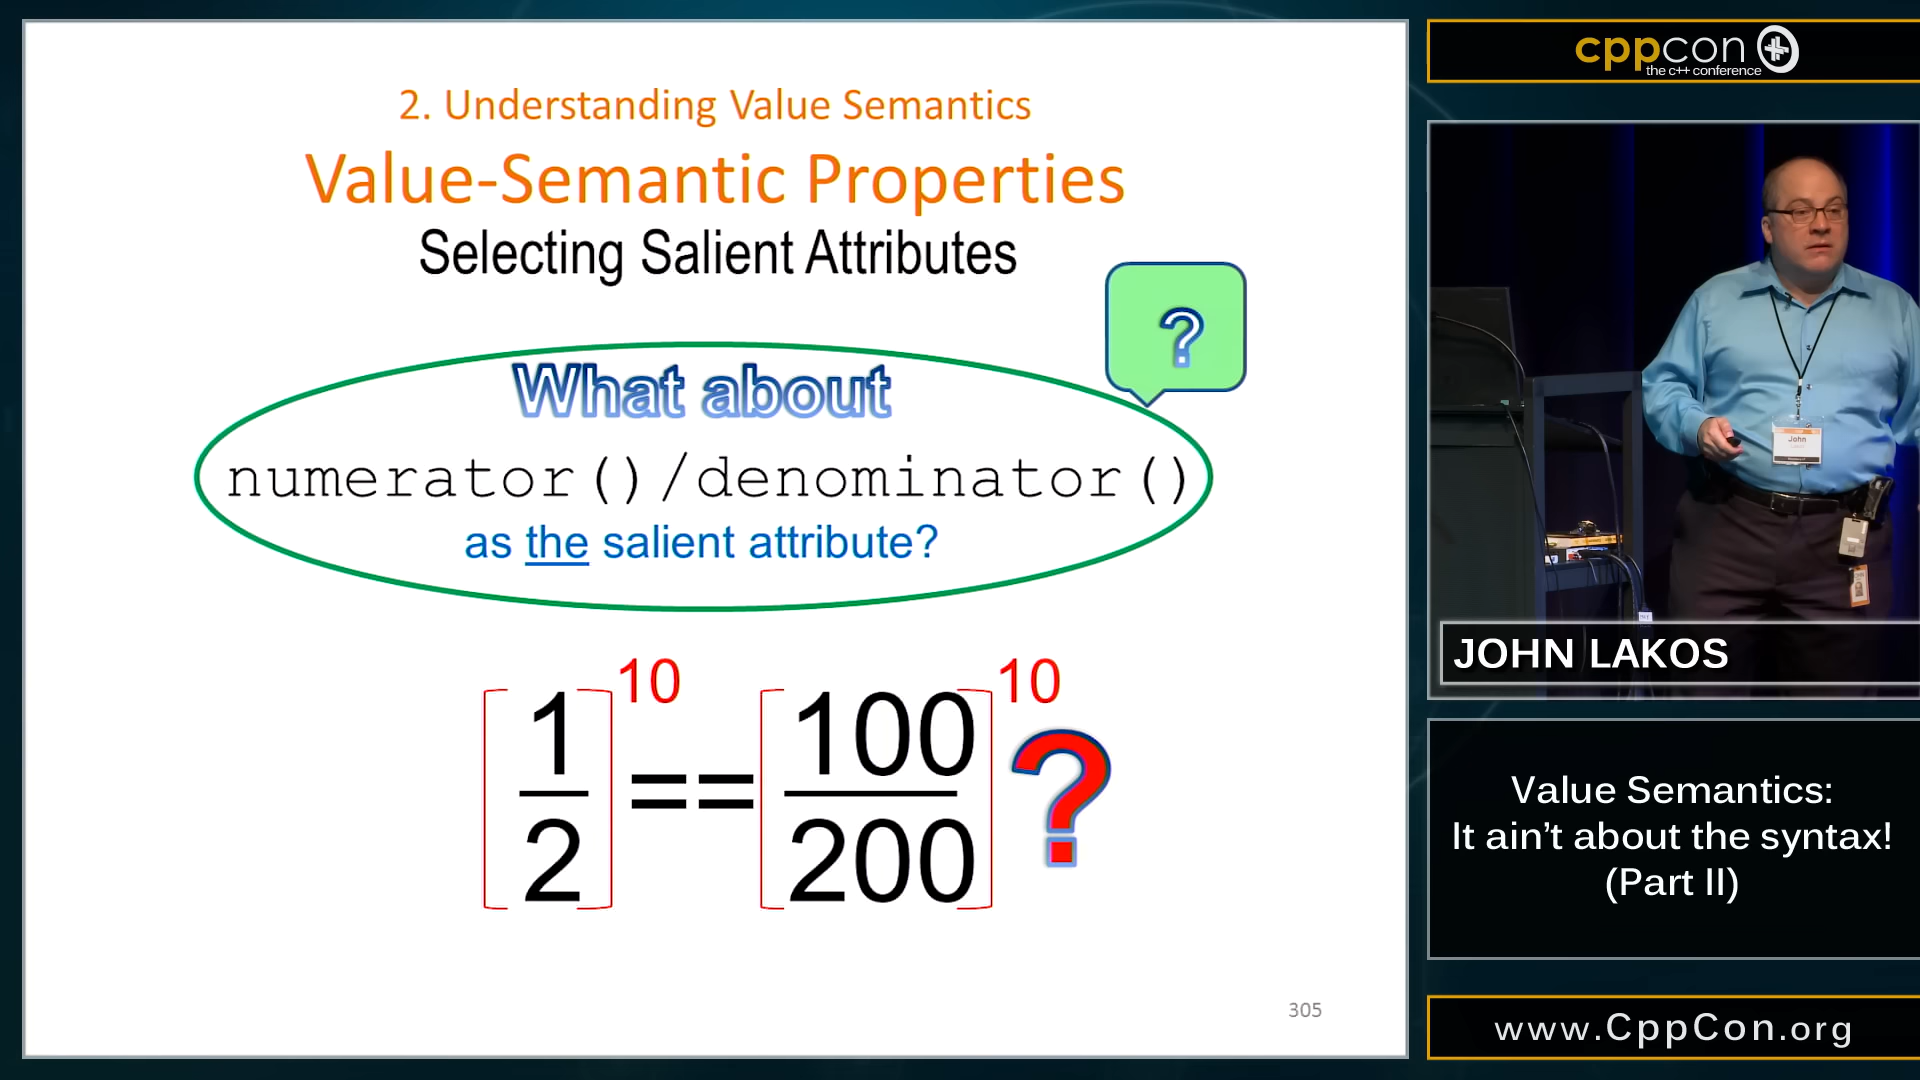 2. Understanding Value Semantics
Value-Semantic Properties
Selecting Salient Attributes
?
What about
numerator()/denominator()
as the salient attribute?
10 10
1 100
== ?
2 200
305
cppcon
the c++ conference
John
JOHN LAKOS
Value Semantics:
It ain't about the syntax!
(Part II)
www.CppCon.org